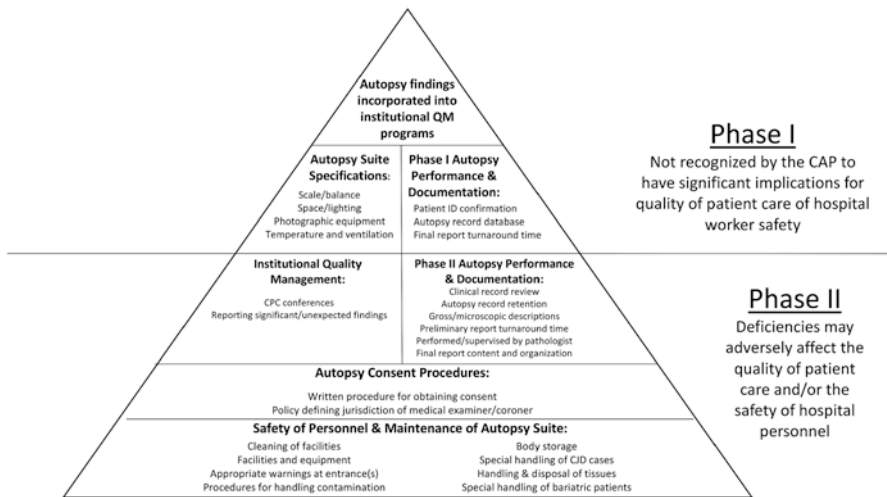 Autopsy findings
incorporated into
institutional QM
programs
Autopsy Suite
Specifications:
Scale/balance
Space/lighting
Photographic equipment
Temperature and ventilation
Phase I Autopsy
Performance &
Documentation:
Patient ID confirmation
Autopsy record database
Final report turnaround time
Phase I
Not recognized by the CAP to
have significant implications for
quality of patient care of hospital
worker safety
Institutional Quality
Management:
CPC conferences
Reporting significant/unexpected findings
Phase II Autopsy Performance
& Documentation:
Clinical record review
Autopsy record retention
Gross/microscopic descriptions
Preliminary report turnaround time
Performed/supervised by pathologist
Final report content and organization
Phase II
Deficiencies may
adversely affect the
quality of patient
care and/or the
safety of hospital
personnel
Autopsy Consent Procedures:
Written procedure for obtaining consent
Policy defining jurisdiction of medical examiner/coroner
Safety of Personnel & Maintenance of Autopsy Suite:
Cleaning of facilities
Facilities and equipment
Appropriate warnings at entrance(s)
Procedures for handling contamination
Body storage
Special handling of CJD cases
Handling & disposal of tissues
Special handling of bariatric patients